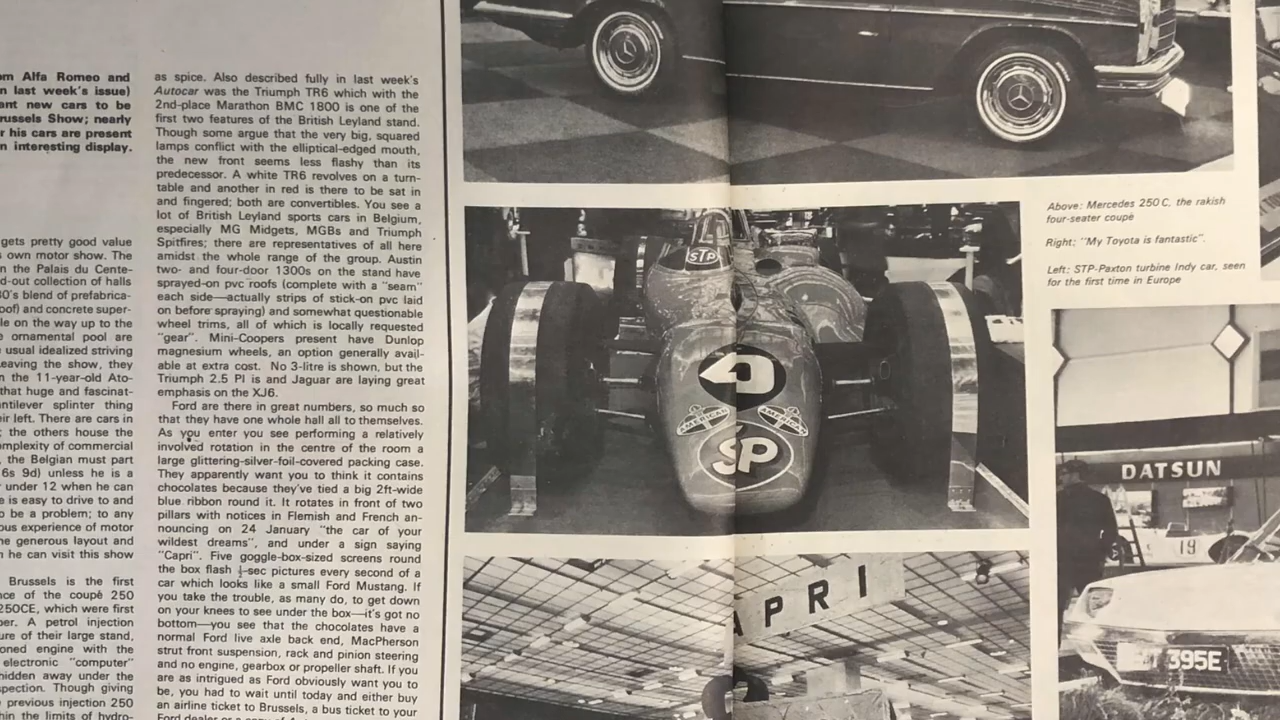 om Alfa Romeo and
n last week's issue)
ant new cars to be
russels Show; nearly
r his cars are present
n interesting display.
gets pretty good value
s own motor show. The
n the Palais du Cente-
d-out collection of halls
30's blend of prefabrica-
oof) and concrete super-
le on the way up to the
e ornamental pool are
usual idealized striving
eaving the show, they
n the 11-year-old Ato-
that huge and fascinat-
antilever splinter thing
eir left. There are cars in
; the others house the
omplexity of commercial
, the Belgian must part
6s 9d) unless he is a
r under 12 when he can
e is easy to drive to and
o be a problem; to any
ous experience of motor
he generous layout and
n he can visit this show
Brussels is the first
nce of the coupé 250
250CE, which were first
ber. A petrol injection
ure of their large stand,
oned engine with the
electronic "computer"
hidden away under the
spection. Though giving
e previous injection 250
hin the limits of hydro-
as spice. Also described fully in last week's
Autocar was the Triumph TR6 which with the
2nd-place Marathon BMC 1800 is one of the
first two features of the British Leyland stand.
Though some argue that the very big, squared
lamps conflict with the elliptical-edged mouth,
the new front seems less flashy than its
predecessor. A white TR6 revolves on a turn-
table and another in red is there to be sat in
and fingered; both are convertibles. You see a
lot of British Leyland sports cars in Belgium,
especially MG Midgets, MGBs and Triumph
Spitfires; there are representatives of all here
amidst the whole range of the group. Austin
two- and four-door 1300s on the stand have
sprayed-on pvc roofs (complete with a "seam"
each side—actually strips of stick-on pvc laid
on before spraying) and somewhat questionable
wheel trims, all of which is locally requested
"gear". Mini-Coopers present have Dunlop
magnesium wheels, an option generally avail-
able at extra cost. No 3-litre is shown, but the
Triumph 2.5 PI is and Jaguar are laying great
emphasis on the XJ6.
Ford are there in great numbers, so much so
that they have one whole hall all to themselves.
As you enter you see performing a relatively
involved rotation in the centre of the room a
large glittering-silver-foil-covered packing case.
They apparently want you to think it contains
chocolates because they've tied a big 2ft-wide
blue ribbon round it. It rotates in front of two
pillars with notices in Flemish and French an-
nouncing on 24 January "the car of your
wildest dreams", and under a sign saying
"Capri". Five goggle-box-sized screens round
the box flash ½-sec pictures every second of a
car which looks like a small Ford Mustang. If
you take the trouble, as many do, to get down
on your knees to see under the box—it's got no
bottom—you see that the chocolates have a
normal Ford live axle back end, MacPherson
strut front suspension, rack and pinion steering
and no engine, gearbox or propeller shaft. If you
are as intrigued as Ford obviously want you to
be, you had to wait until today and either buy
an airline ticket to Brussels, a bus ticket to your
Ford dealer or a copy of
STP
AMERICAN
AMERICAN
SP
APRI
Above: Mercedes 250C, the rakish
four-seater coupé
Right; "My Toyota is fantastic".
Left: STP-Paxton turbine Indy car, seen
for the first time in Europe
DATSUN
19
395E